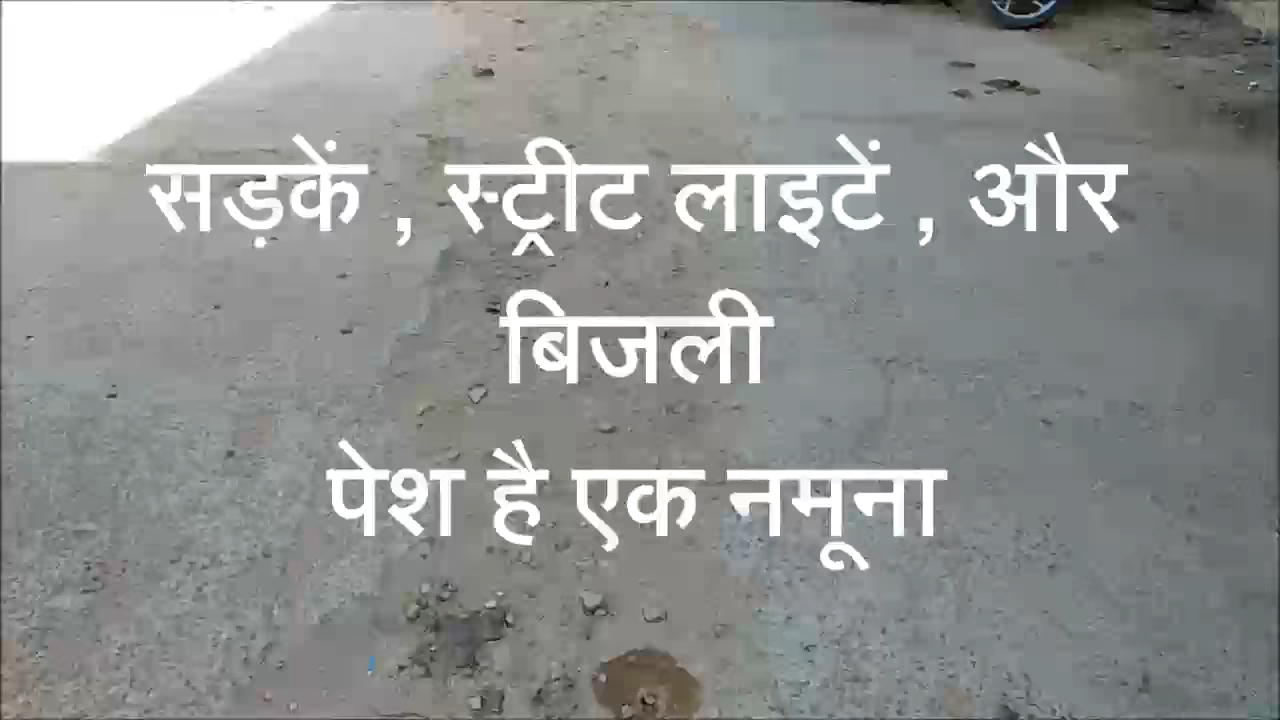 सड़कें , स्ट्रीट लाइटें , और
बिजली
पेश है एक नमूना